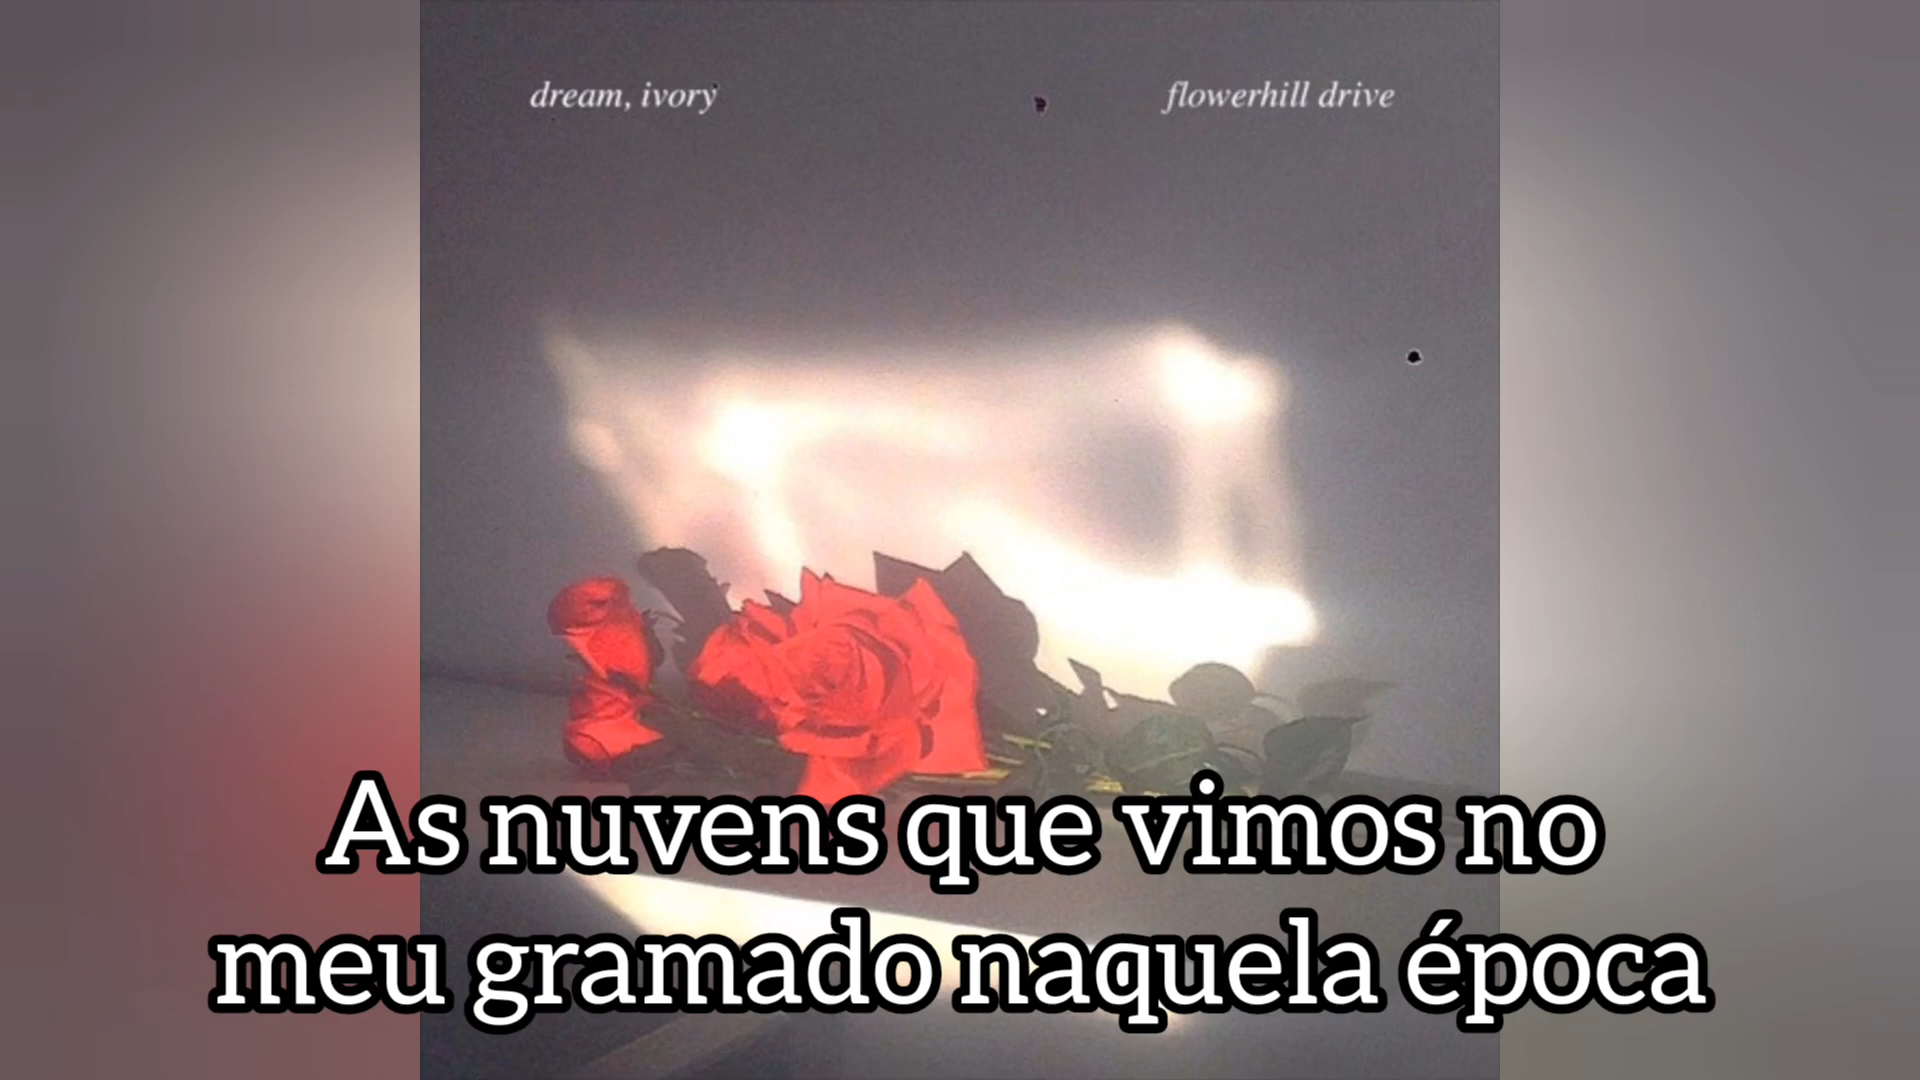 dream, ivory
flowerhill drive
As nuvens que vimos no
meu gramado naquela época